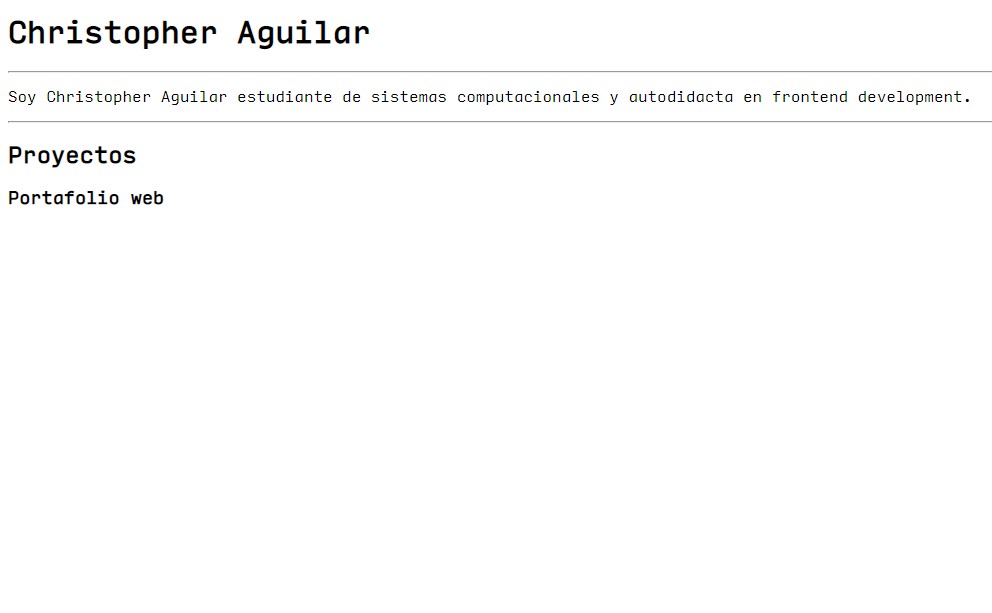 Christopher Aguilar
Soy Christopher Aguilar estudiante de sistemas computacionales y autodidacta en frontend development.
Proyectos
Portafolio web